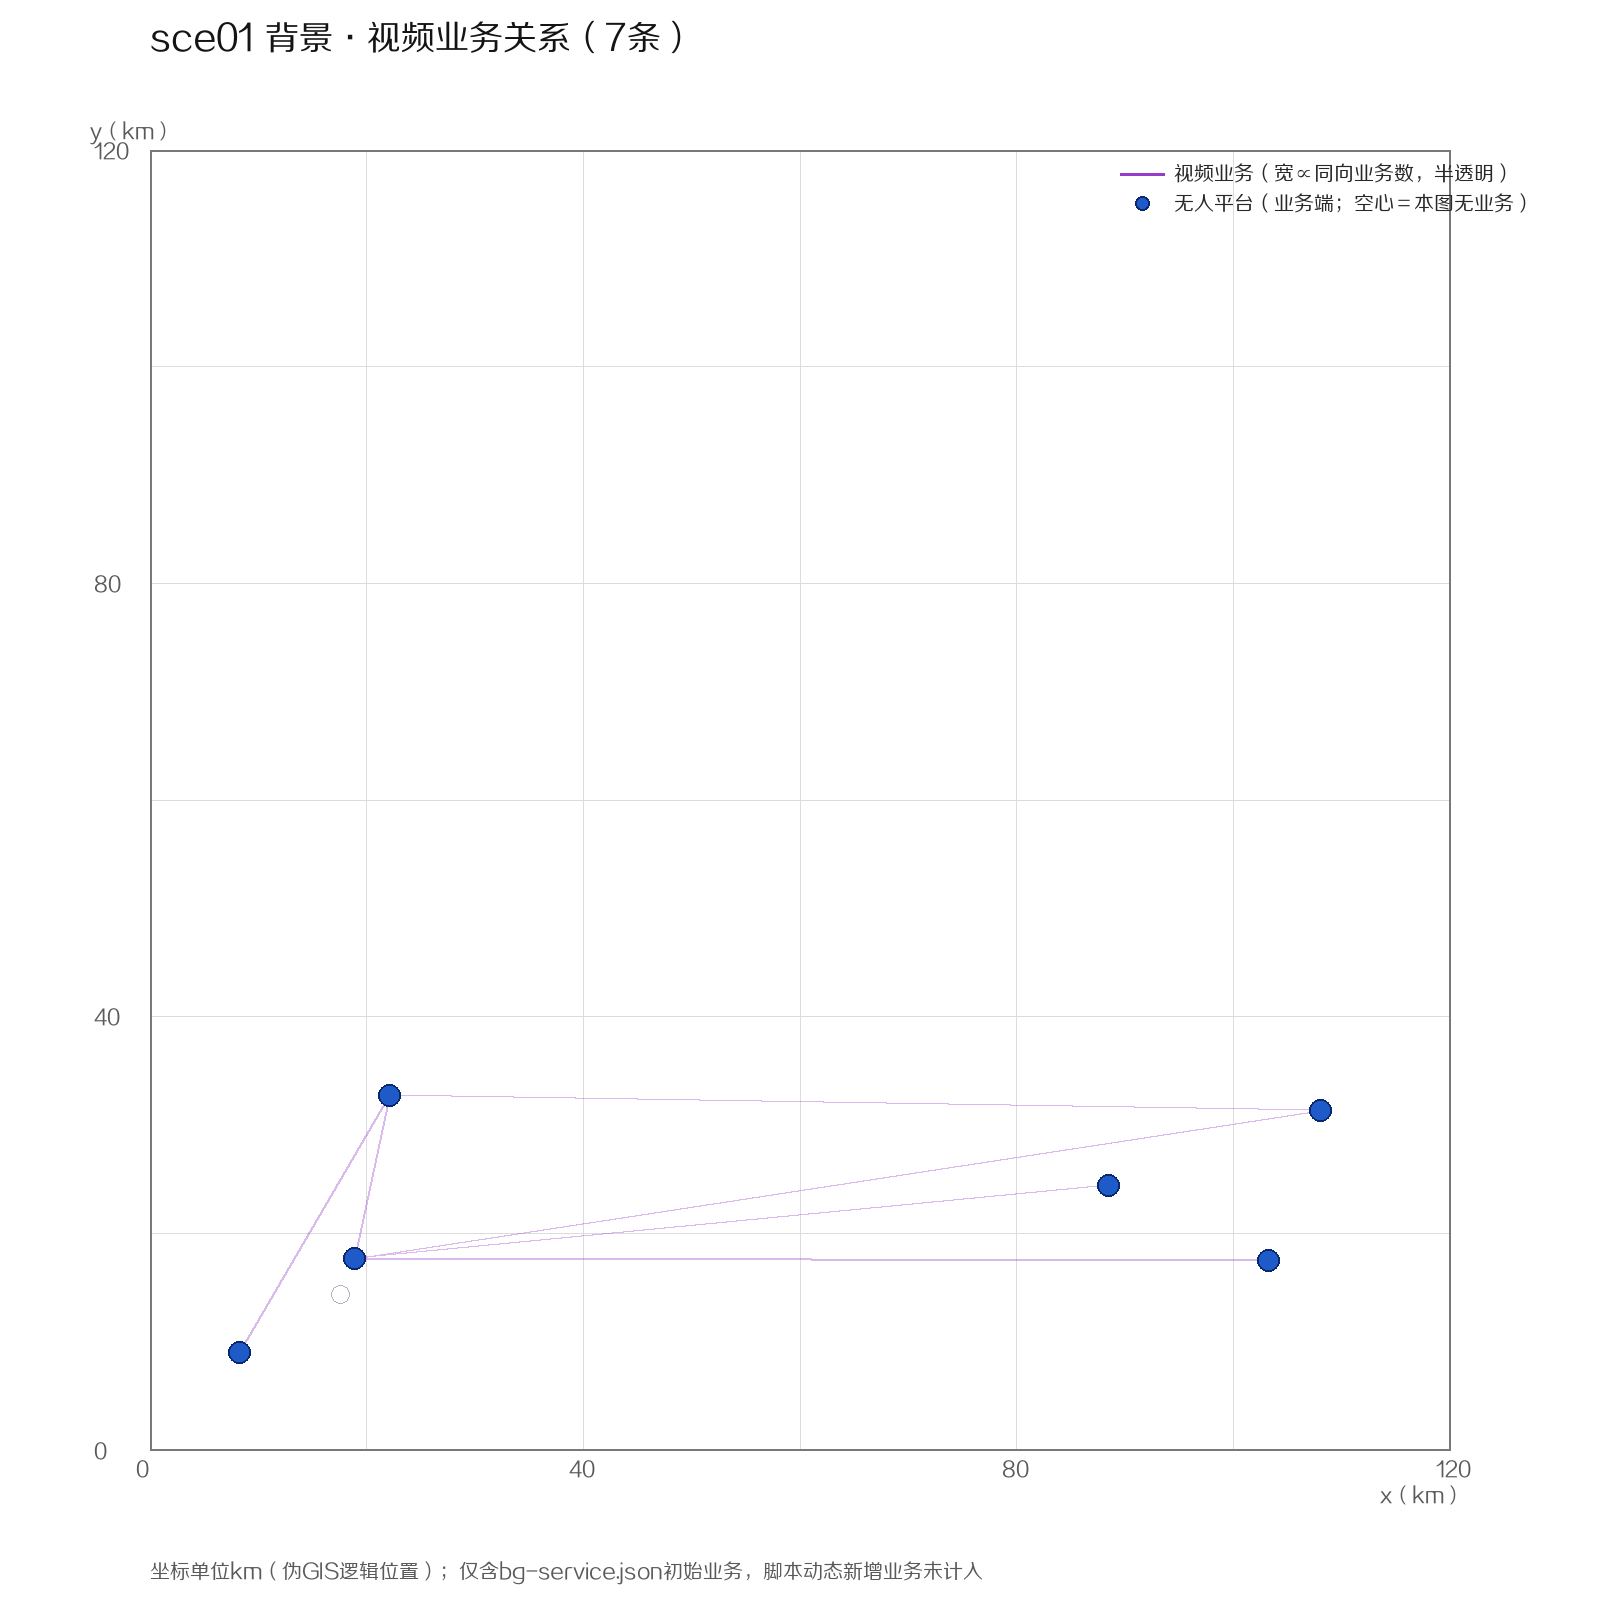 sce01 背景 · 视频业务关系（7条）
y（km）
120
视频业务（宽∝同向业务数，半透明）
无人平台（业务端；空心＝本图无业务）
80
40
0
0
40
80
120
x（km）
坐标单位km（伪GIS逻辑位置）；仅含bg-service.json初始业务，脚本动态新增业务未计入